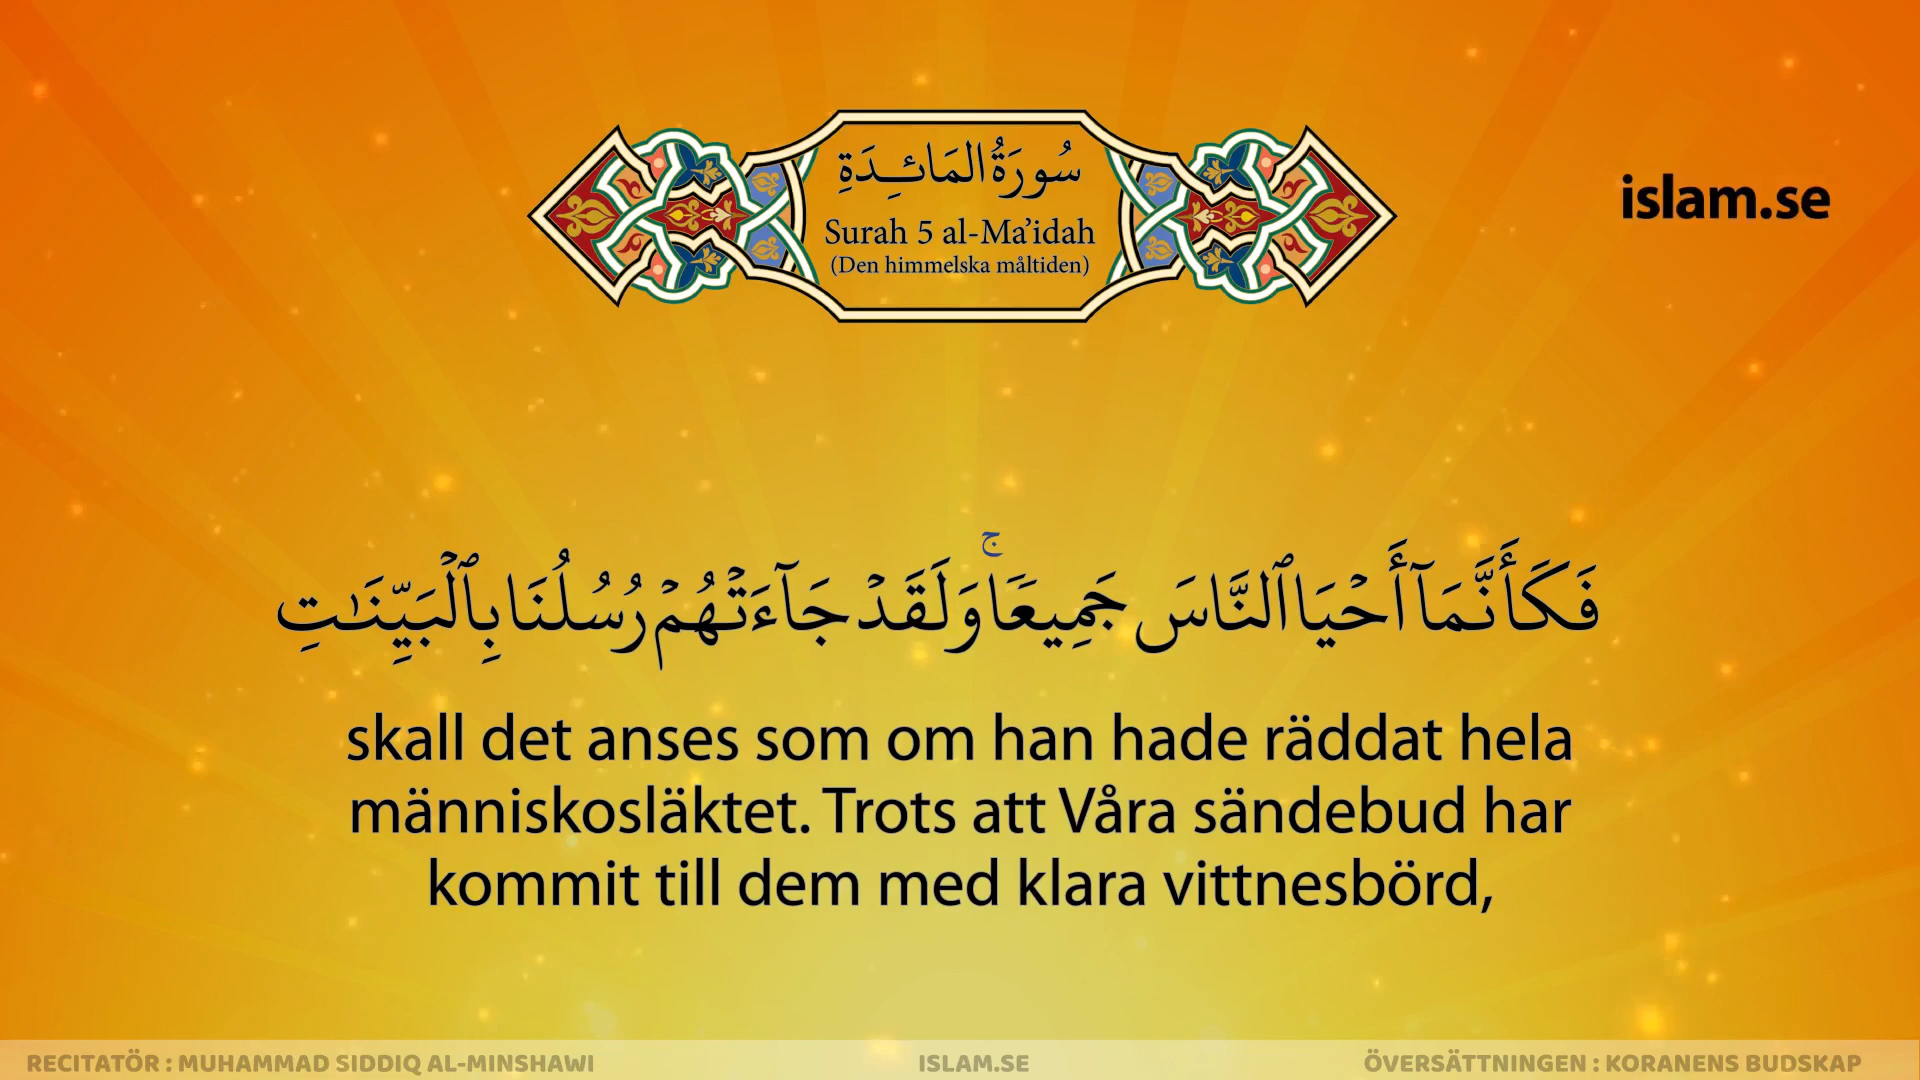 سُورَةُ المَائِدَةِ
Surah 5 al-Ma’idah
(Den himmelska måltiden)
islam.se
فَكَأَنَّمَآ أَحْيَا ٱلنَّاسَ جَمِيعًا ۚ وَلَقَدْ جَآءَتْهُمْ رُسُلُنَا بِٱلْبَيِّنَٰتِ
skall det anses som om han hade räddat hela
människosläktet. Trots att Våra sändebud har
kommit till dem med klara vittnesbörd,
RECITATÖR : MUHAMMAD SIDDIQ AL-MINSHAWI
ISLAM.SE
ÖVERSÄTTNINGEN : KORANENS BUDSKAP